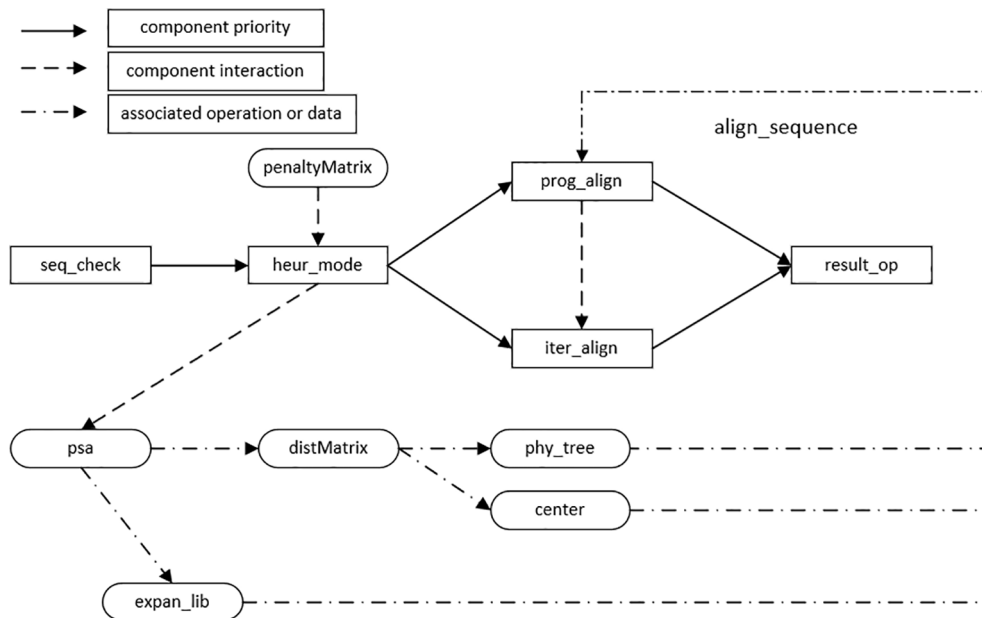 component priority
component interaction
associated operation or data
align_sequence
penaltyMatrix
prog_align
seq_check
heur_mode
result_op
iter_align
psa
distMatrix
phy_tree
center
expan_lib